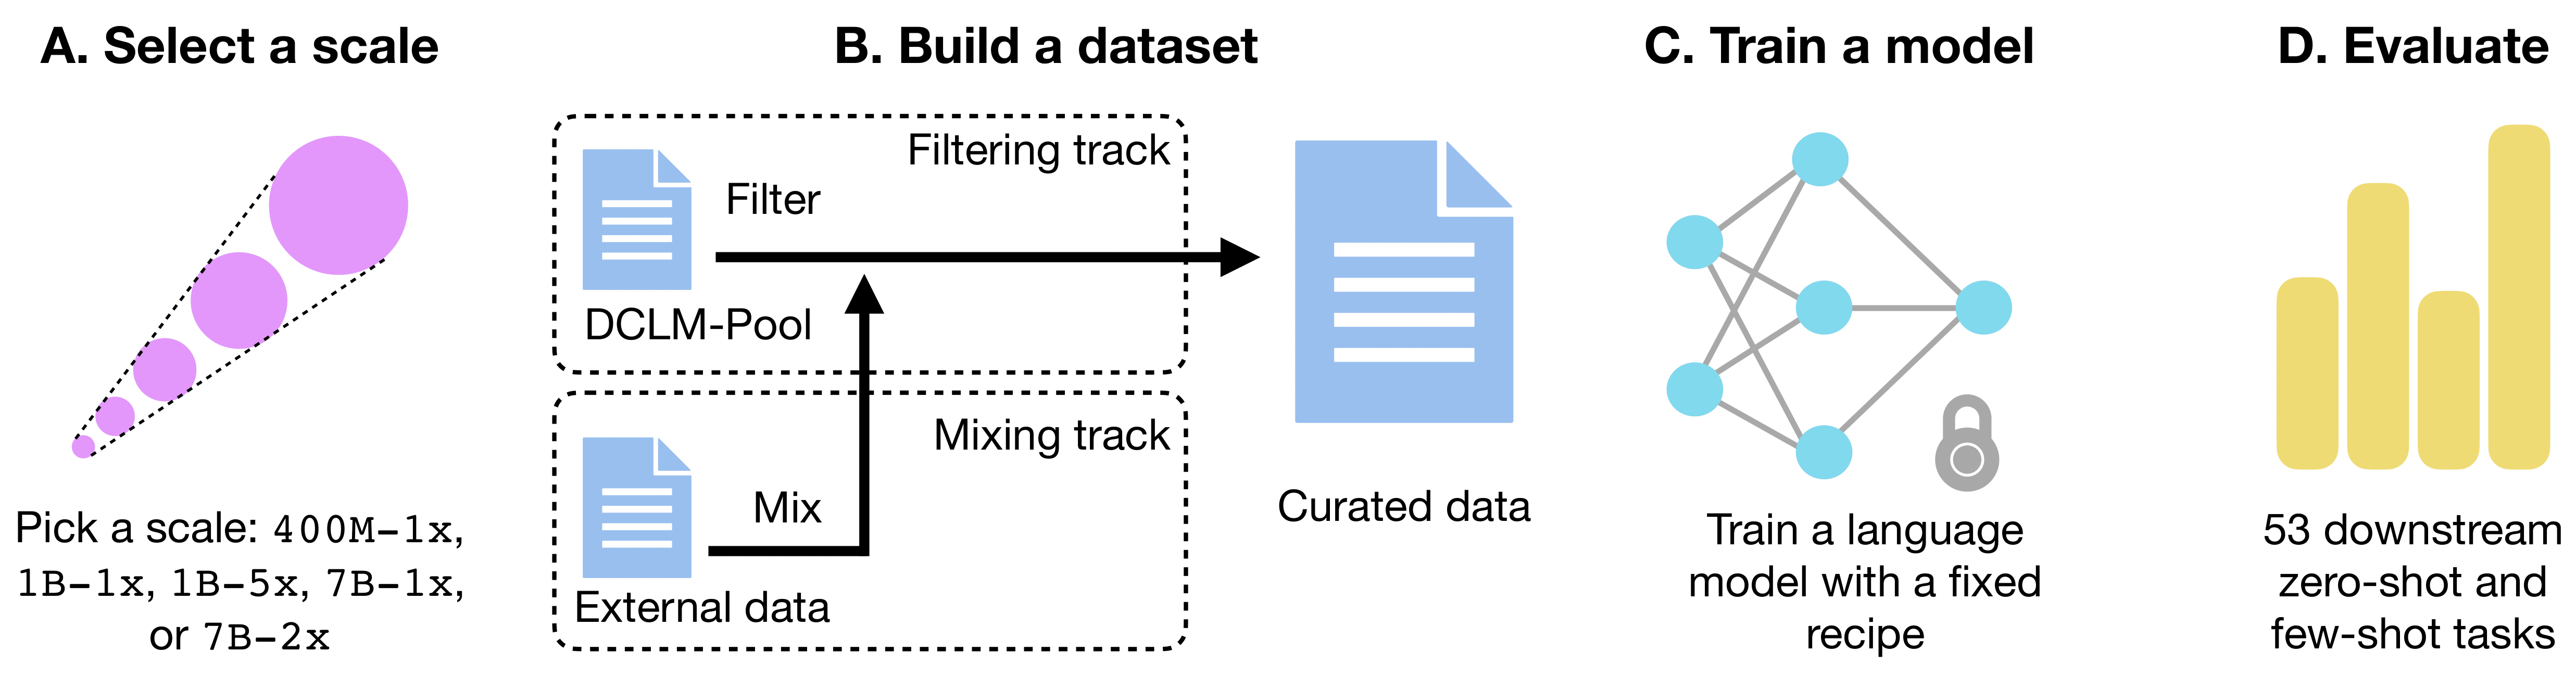 A. Select a scale
Pick a scale: 400M-1x,
1B-1x, 1B-5x, 7B-1x,
or 7B-2x
B. Build a dataset
Filtering track
Filter
DCLM-Pool
Mixing track
Mix
External data
Curated data
C. Train a model
Train a language
model with a fixed
recipe
D. Evaluate
53 downstream
zero-shot and
few-shot tasks